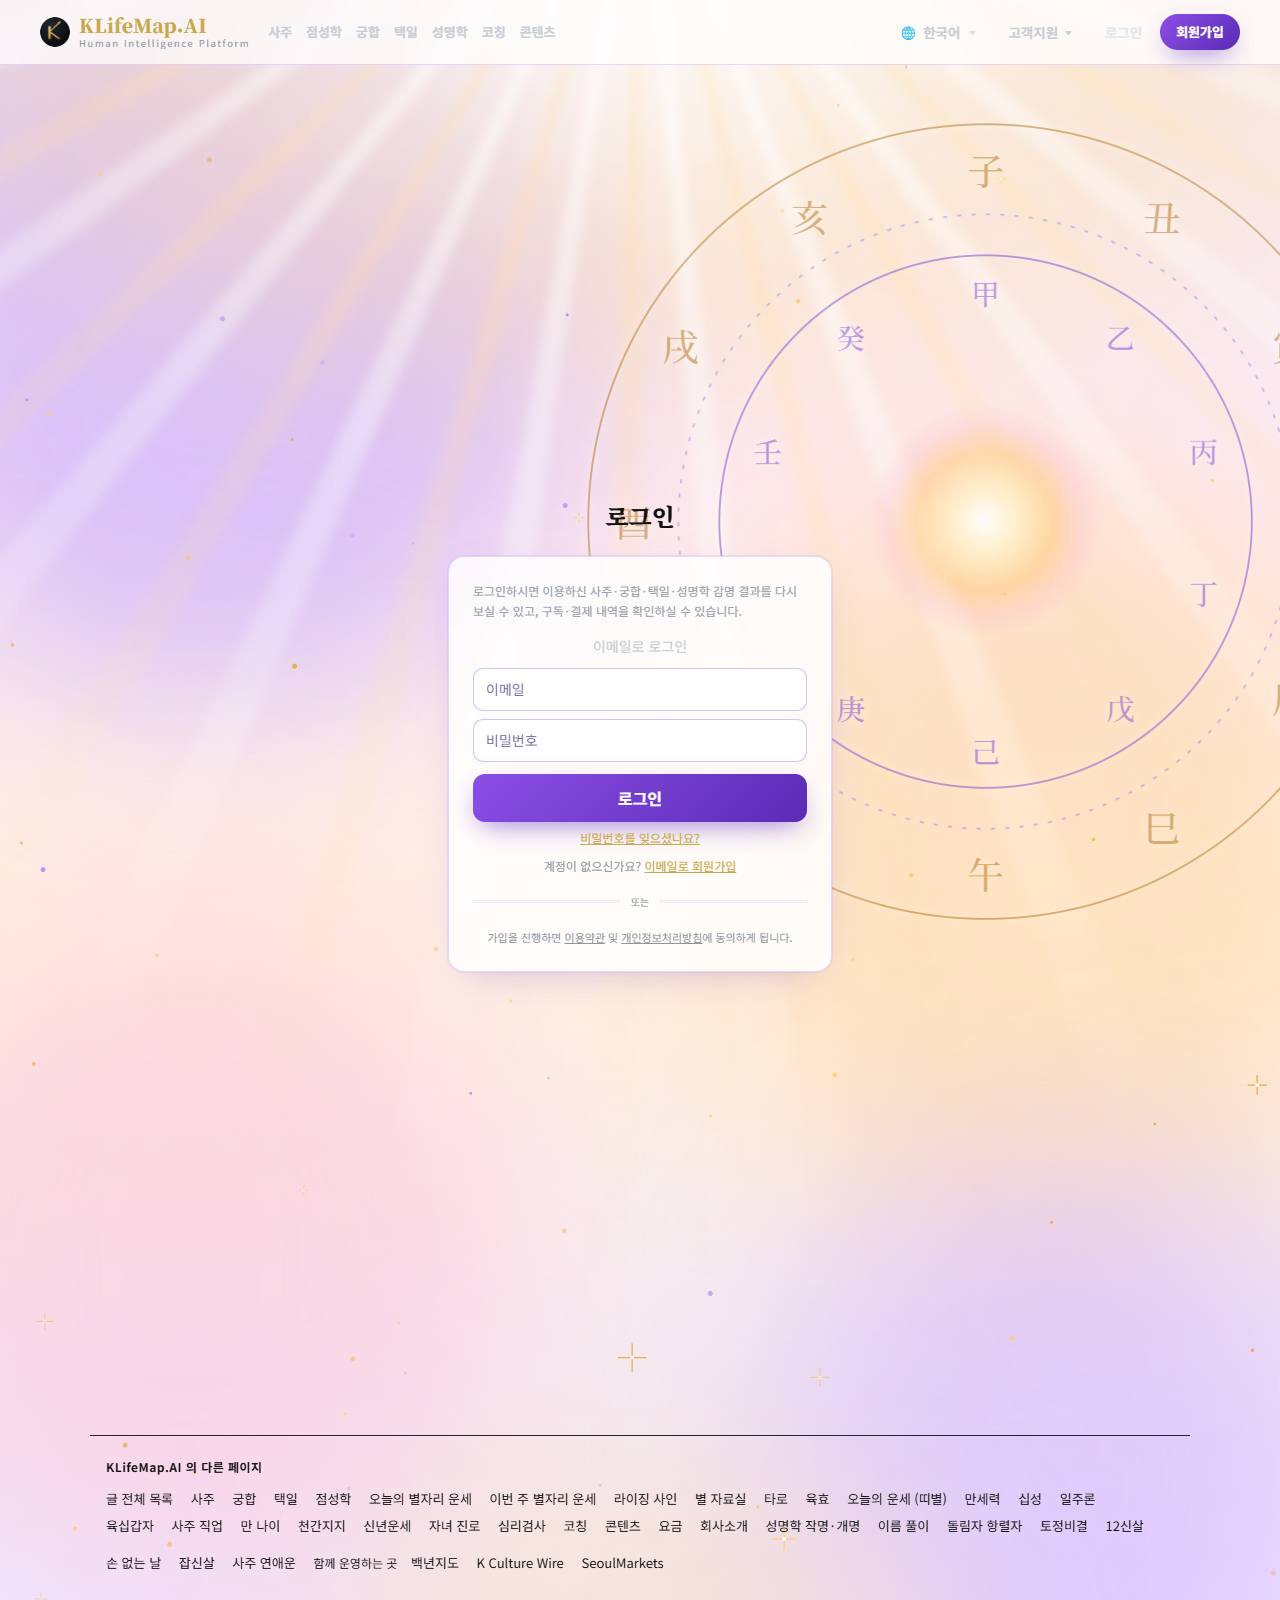 KLifeMap.AI
Human Intelligence Platform
사주 점성학 궁합 택일 성명학 코칭 콘텐츠
한국어 고객지원 로그인 회원가입
子
亥 丑
甲
癸 乙
戌
壬 丙
酉
로그인
로그인하시면 이용하신 사주·궁합·택일·성명학 감명 결과를 다시
보실 수 있고, 구독·결제 내역을 확인하실 수 있습니다.
丁
이메일로 로그인
이메일
庚 戊
비밀번호
己
로그인
巳
비밀번호를 잊으셨나요?
계정이 없으신가요? 이메일로 회원가입
午
또는
가입을 진행하면 이용약관 및 개인정보처리방침에 동의하게 됩니다.
KLifeMap.AI 의 다른 페이지
글 전체 목록 사주 궁합 택일 점성학 오늘의 별자리 운세 이번 주 별자리 운세 라이징 사인 별 자료실 타로 육효 오늘의 운세 (띠별) 만세력 십성 일주론
육십갑자 사주 직업 만 나이 천간지지 신년운세 자녀 진로 심리검사 코칭 콘텐츠 요금 회사소개 성명학 작명·개명 이름 풀이 돌림자 항렬자 토정비결 12신살
손 없는 날 잡신살 사주 연애운 함께 운영하는 곳 백년지도 K Culture Wire SeoulMarkets